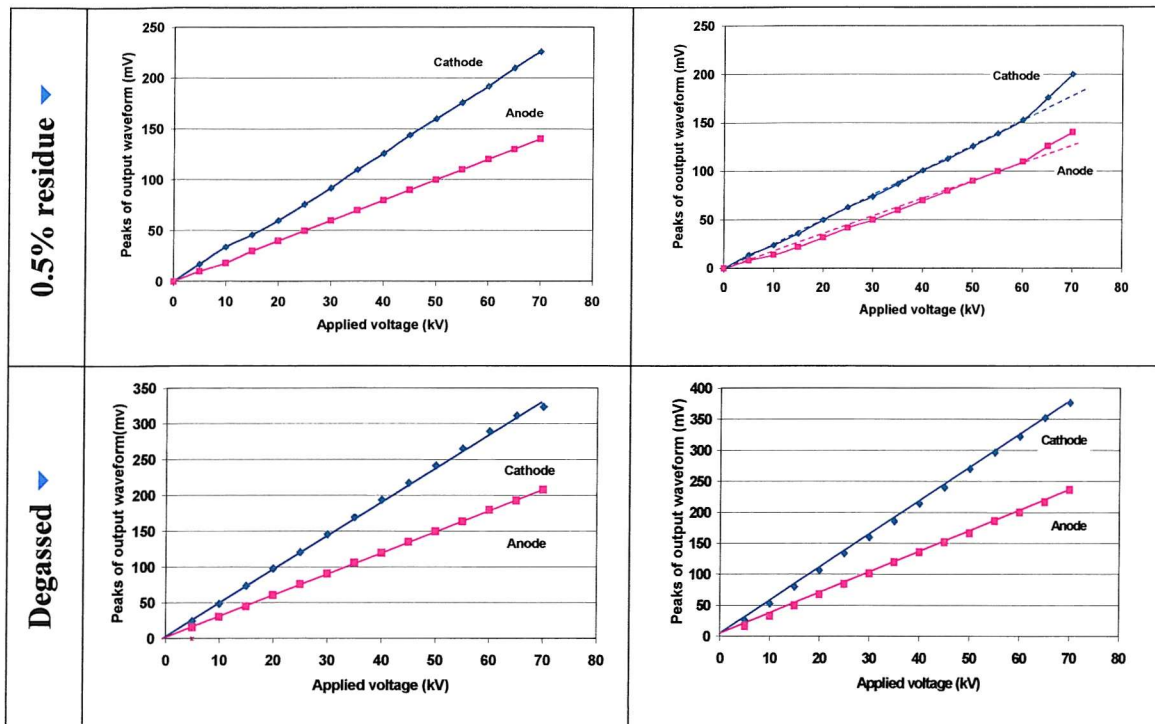 0.5% residue
Peaks of output waveform (mV)
250
200
150
100
50
0
Cathode
Anode
0 10 20 30 40 50 60 70 80
Applied voltage (kV)
Peaks of ooutput waveform (mV)
250
200
150
100
50
0
Cathode
Anode
0 10 20 30 40 50 60 70 80
Applied voltage (kV)
Degassed
Peaks of output waveform(mv)
350
300
250
200
150
100
50
0
Cathode
Anode
0 10 20 30 40 50 60 70 80
Applied voltage (kV)
Peaks of output waveform (mV)
400
350
300
250
200
150
100
50
0
Cathode
Anode
0 10 20 30 40 50 60 70 80
Applied voltage (kV)